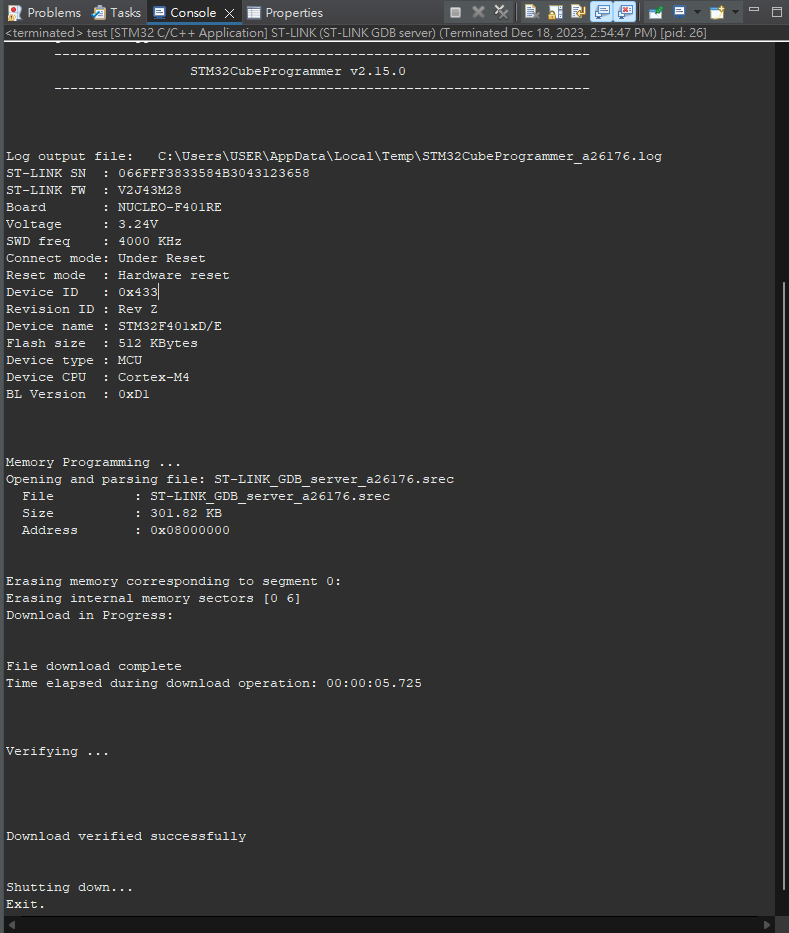 Problems Tasks Console Properties
<terminated> test [STM32 C/C++ Application] ST-LINK (ST-LINK GDB server) (Terminated Dec 18, 2023, 2:54:47 PM) [pid: 26]
-------------------------------------------------------------------
STM32CubeProgrammer v2.15.0
-------------------------------------------------------------------
Log output file: C:\Users\USER\AppData\Local\Temp\STM32CubeProgrammer_a26176.log
ST-LINK SN : 066FFF3833584B3043123658
ST-LINK FW : V2J43M28
Board : NUCLEO-F401RE
Voltage : 3.24V
SWD freq : 4000 KHz
Connect mode: Under Reset
Reset mode : Hardware reset
Device ID : 0x433
Revision ID : Rev Z
Device name : STM32F401xD/E
Flash size : 512 KBytes
Device type : MCU
Device CPU : Cortex-M4
BL Version : 0xD1
Memory Programming ...
Opening and parsing file: ST-LINK_GDB_server_a26176.srec
File : ST-LINK_GDB_server_a26176.srec
Size : 301.82 KB
Address : 0x08000000
Erasing memory corresponding to segment 0:
Erasing internal memory sectors [0 6]
Download in Progress:
File download complete
Time elapsed during download operation: 00:00:05.725
Verifying ...
Download verified successfully
Shutting down...
Exit.